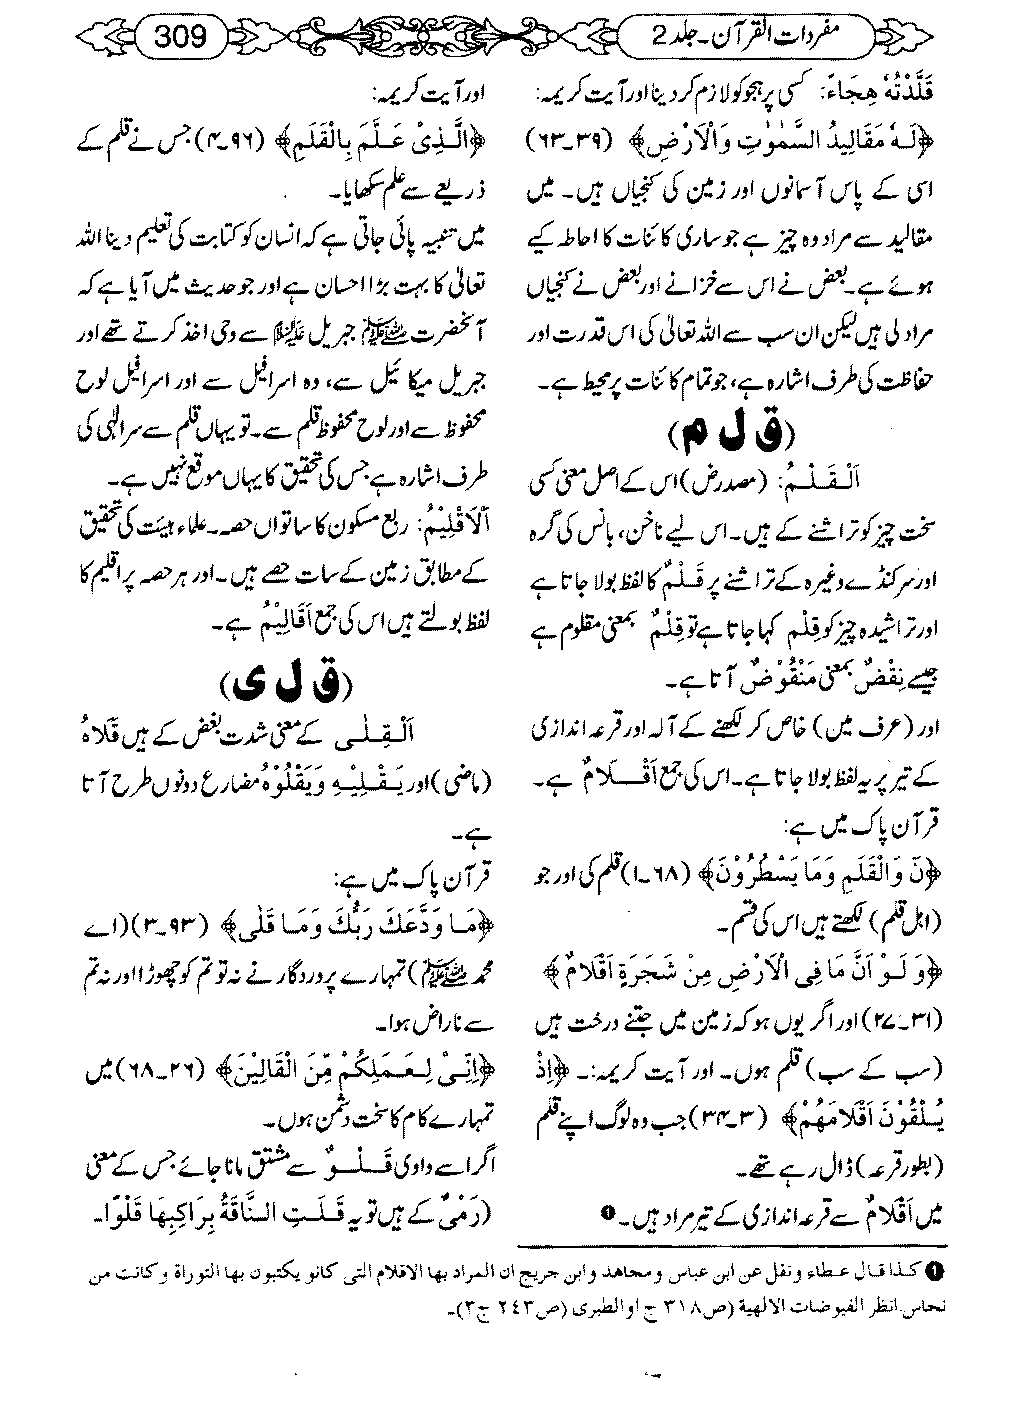 مفردات القرآن۔جلد 2
309
قَلَّدْتُهٗ هِجَاءً: کسی پر ہجو کو لازم کر دینا اور آیت کریمہ:
﴿لَهٗ مَقَالِیدُ السَّمٰوٰتِ وَالْاَرْضِ﴾ (۳۹۔۶۳)
اسی کے پاس آسمانوں اور زمین کی کنجیاں ہیں۔ میں
مقالید سے مراد وہ چیز ہے جو ساری کائنات کا احاطہ کیے
ہوئے ہے۔ بعض نے اس سے خزانے اور بعض نے کنجیاں
مراد لی ہیں لیکن ان سب سے اللہ تعالیٰ کی اس قدرت اور
حفاظت کی طرف اشارہ ہے، جو تمام کائنات پر محیط ہے۔
(ق ل م)
اَلْقَلَمُ: (مصدر ض) اس کے اصل معنی کسی
سخت چیز کو تراشنے کے ہیں۔ اس لیے ناخن، بانس کی گرہ
اور سرکنڈے وغیرہ کے تراشنے پر قَلْمٌ کا لفظ بولا جاتا ہے
اور تراشیدہ چیز کو قِلْم کہا جاتا ہے تو قِلْمٌ بمعنی مقلوم ہے
جیسے نِقْضٌ بمعنی مَنْقُوْضٌ آتا ہے۔
اور (عرف میں) خاص کر لکھنے کے آلہ اور قرعہ اندازی
کے تیر پر یہ لفظ بولا جاتا ہے۔ اس کی جمع اَقْلَامٌ ہے۔
قرآن پاک میں ہے:
﴿نٓ وَالْقَلَمِ وَمَا یَسْطُرُوْنَ﴾ (۶۸۔۱) قلم کی اور جو
(اہل قلم) لکھتے ہیں اس کی قسم۔
﴿وَ لَوْ اَنَّ مَا فِی الْاَرْضِ مِنْ شَجَرَةٍ اَقْلَامٌ﴾
(۳۱۔۲۷) اور اگر یوں ہو کہ زمین میں جتنے درخت ہیں
(سب کے سب) قلم ہوں۔ اور آیت کریمہ:۔ ﴿اِذْ
یُلْقُوْنَ اَقْلَامَهُمْ﴾ (۳۔۴۴) جب وہ لوگ اپنے قلم
(بطور قرعہ) ڈال رہے تھے۔
میں اَقْلَامٌ سے قرعہ اندازی کے تیر مراد ہیں۔❶
اور آیت کریمہ:
﴿الَّذِیْ عَلَّمَ بِالْقَلَمِ﴾ (۹۶۔۴) جس نے قلم کے
ذریعے سے علم سکھایا۔
میں تنبیہ پائی جاتی ہے کہ انسان کو کتابت کی تعلیم دینا اللہ
تعالیٰ کا بہت بڑا احسان ہے اور جو حدیث میں آیا ہے کہ
آنحضرت ﷺ جبریل علیہ السلام سے وحی اخذ کرتے تھے اور
جبریل میکائیل سے، وہ اسرافیل سے اور اسرافیل لوح
محفوظ سے اور لوح محفوظ قلم سے۔ تو یہاں قلم سے سرالٰہی کی
طرف اشارہ ہے جس کی تحقیق کا یہاں موقع نہیں ہے۔
اَلْاَقْلِیْمُ: ربع مسکون کا ساتواں حصہ۔ علماء ہیئت کی تحقیق
کے مطابق زمین کے سات حصے ہیں۔ اور ہر حصہ پر اقلیم کا
لفظ بولتے ہیں اس کی جمع اَقَالِیْمُ ہے۔
(ق ل ی)
اَلْقِلٰی کے معنی شدت بغض کے ہیں قَلَاهُ
(ماضی) اور یَقْلِیْهِ وَیَقْلُوْهُ مضارع دونوں طرح آتا
ہے۔
قرآن پاک میں ہے:
﴿مَا وَدَّعَكَ رَبُّكَ وَمَا قَلٰی﴾ (۹۳۔۳) (اے
محمد ﷺ) تمہارے پروردگار نے نہ تو تم کو چھوڑا اور نہ تم
سے ناراض ہوا۔
﴿اِنِّیْ لِعَمَلِکُمْ مِّنَ الْقَالِیْنَ﴾ (۲۶۔۶۸) میں
تمہارے کام کا سخت دشمن ہوں۔
اگر اسے وادی قَلْوٌ سے مشتق مانا جائے جس کے معنی
(رَمْیٌ) کے ہیں تو یہ قَلَتِ النَّاقَةُ بِرَاکِبِهَا قَلْوًا۔
❶ کذا قال عطاء ونقل عن ابن عباس ومجاهد وابن جریج ان المراد بها الاقلام التی کانو یکتبون بها التوراة وکانت من
نحاس. انظر الفیوضات الالهیة (ص۳۱۸ ج ا والطبری (ص۲۴۳ ج۳)۔